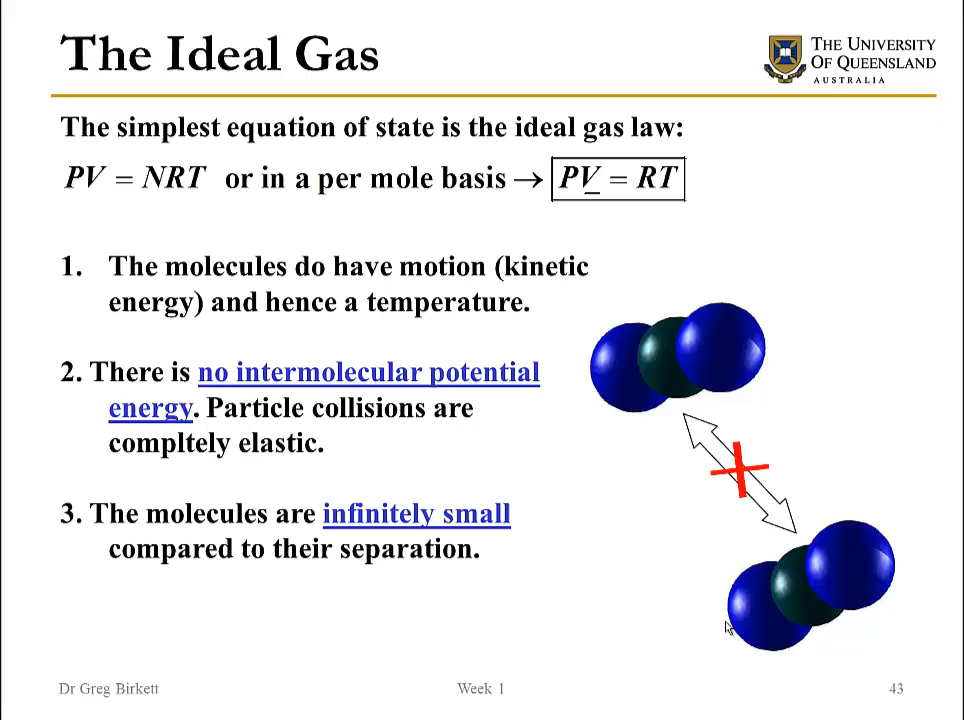 The Ideal Gas
THE UNIVERSITY
OF QUEENSLAND
AUSTRALIA
The simplest equation of state is the ideal gas law:
PV = NRT or in a per mole basis → PV̲ = RT
1. The molecules do have motion (kinetic
energy) and hence a temperature.
2. There is no intermolecular potential
energy. Particle collisions are
compltely elastic.
3. The molecules are infinitely small
compared to their separation.
Dr Greg Birkett
Week 1
43